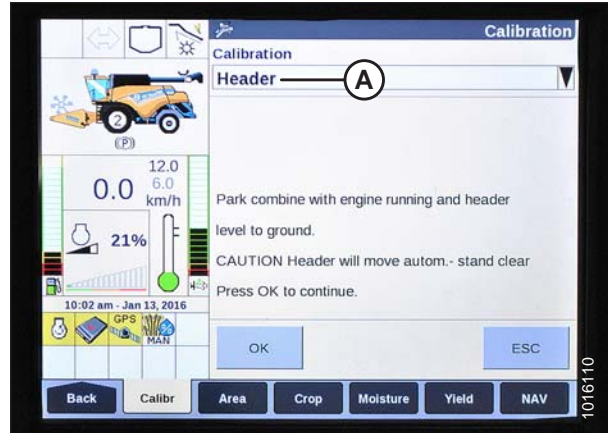 Calibration
Calibration
Header
A
2
(P)
12.0
0.0
6.0
km/h
21%
Park combine with engine running and header
level to ground.
CAUTION Header will move autom.- stand clear
Press OK to continue.
10:02 am - Jan 13, 2016
GPS
MAN
OK
ESC
Back
Calibr
Area
Crop
Moisture
Yield
NAV
1016110